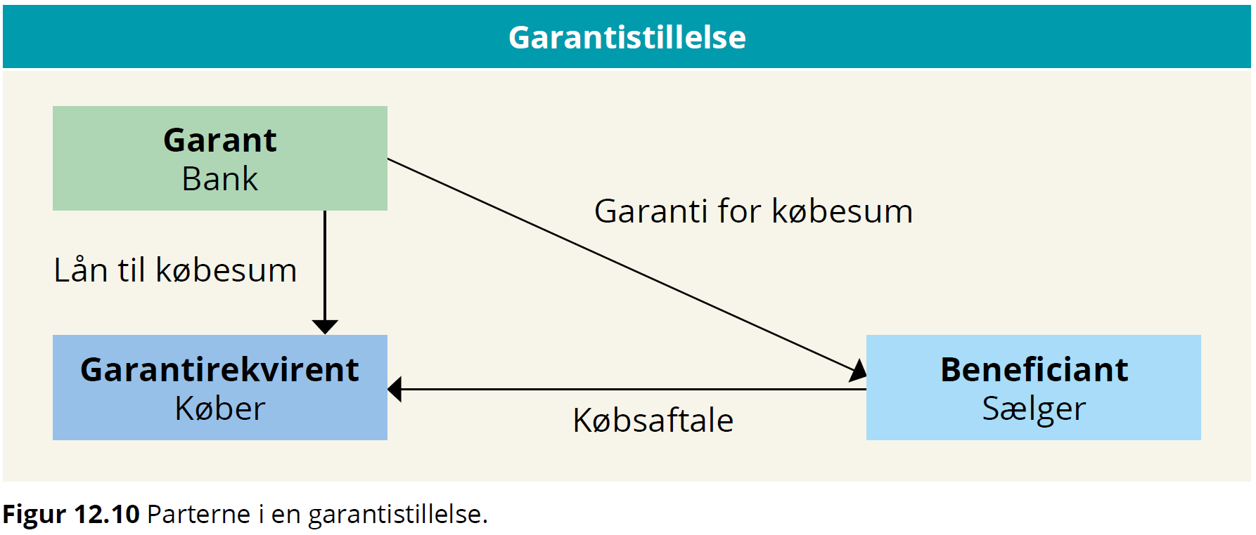 Garantistillelse
Garant
Bank
Garanti for købesum
Lån til købesum
Garantirekvirent
Køber
Beneficiant
Sælger
Købsaftale
Figur 12.10 Parterne i en garantistillelse.